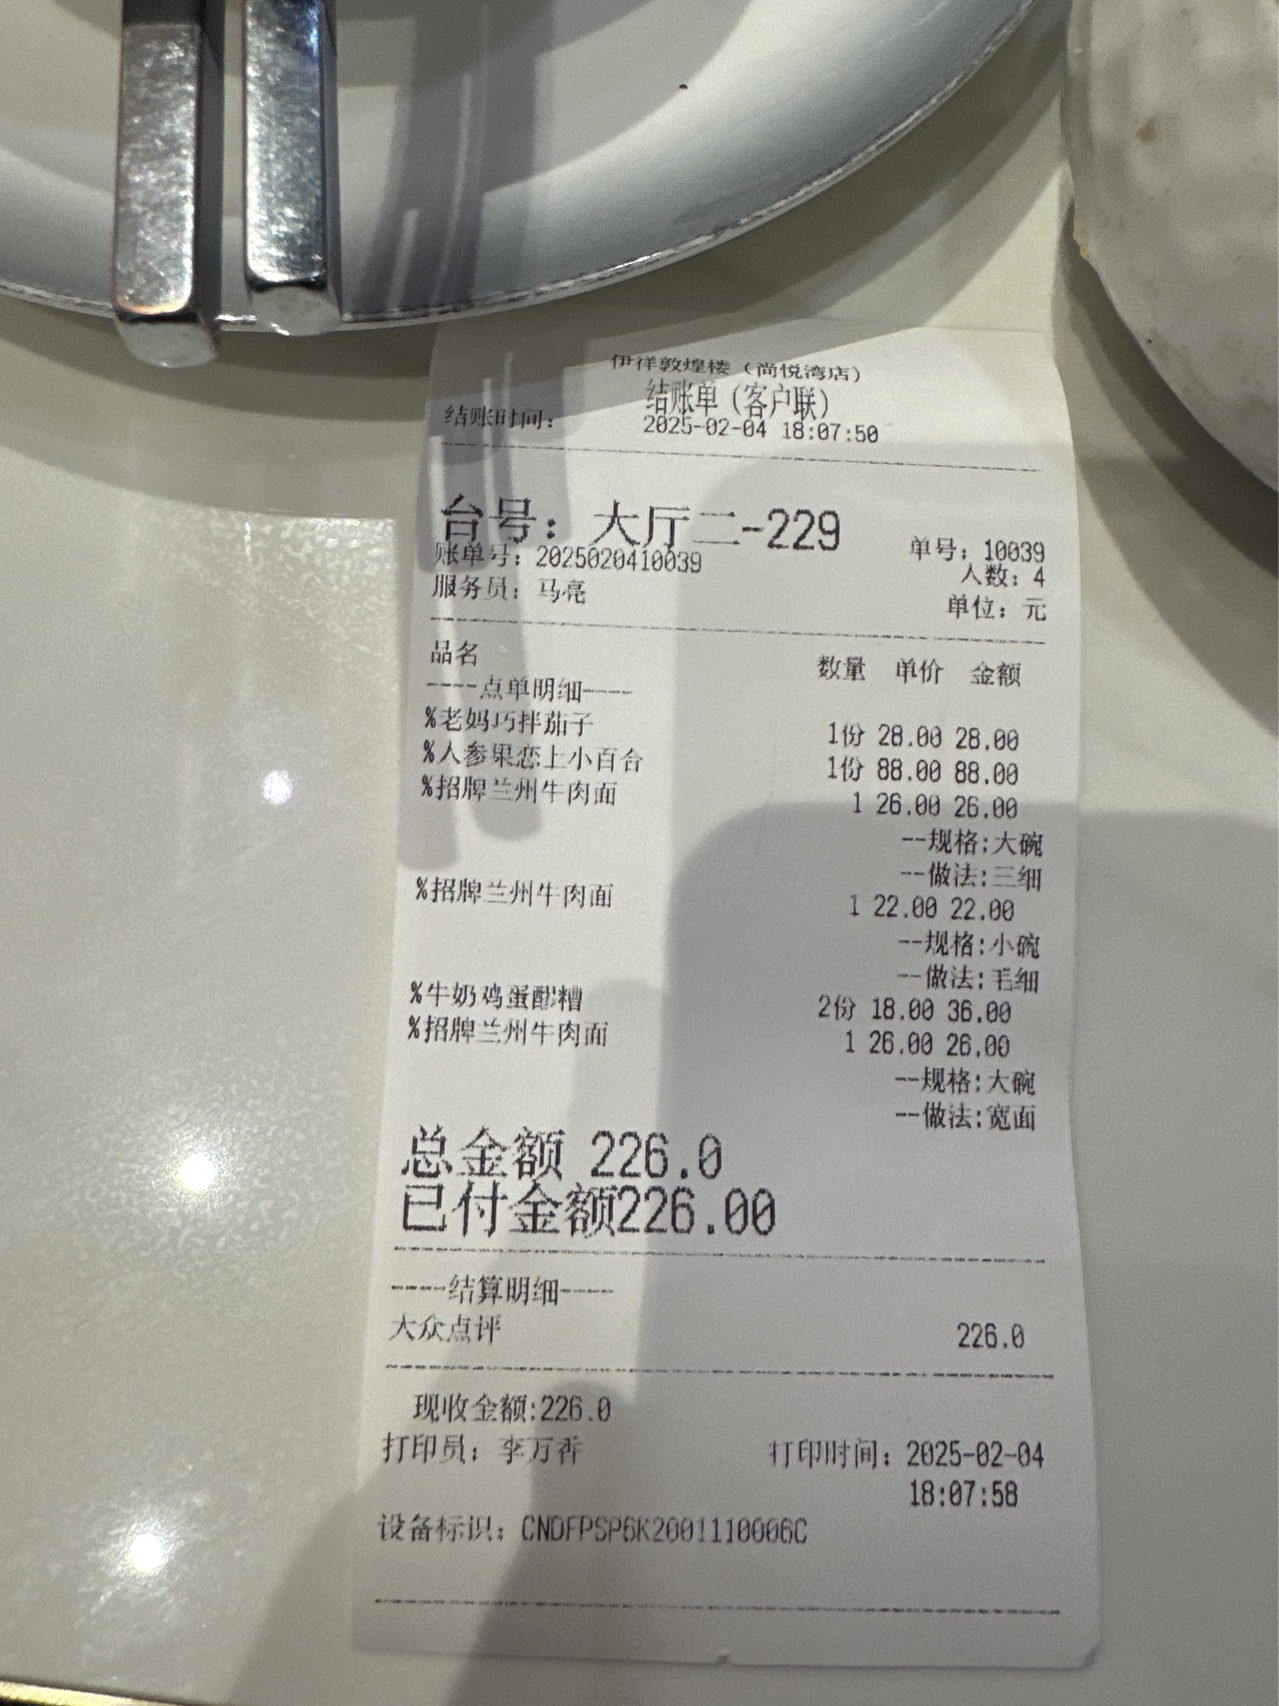 伊祥敦煌楼（尚悦湾店）
结账单（客户联）
结账时间： 2025-02-04 18:07:50
台号：大厅二-229
账单号：2025020410039 单号：10039
人数：4
服务员：马亮 单位：元
品名 数量 单价 金额
----点单明细----
%老妈巧拌茄子 1份 28.00 28.00
%人参果恋上小百合 1份 88.00 88.00
%招牌兰州牛肉面 1 26.00 26.00
--规格:大碗
--做法:三细
%招牌兰州牛肉面 1 22.00 22.00
--规格:小碗
--做法:毛细
%牛奶鸡蛋醪糟 2份 18.00 36.00
%招牌兰州牛肉面 1 26.00 26.00
--规格:大碗
--做法:宽面
总金额 226.0
已付金额226.00
----结算明细----
大众点评 226.0
现收金额:226.0
打印员：李万香 打印时间：2025-02-04
18:07:58
设备标识：CNDFPSP6K2001110006C